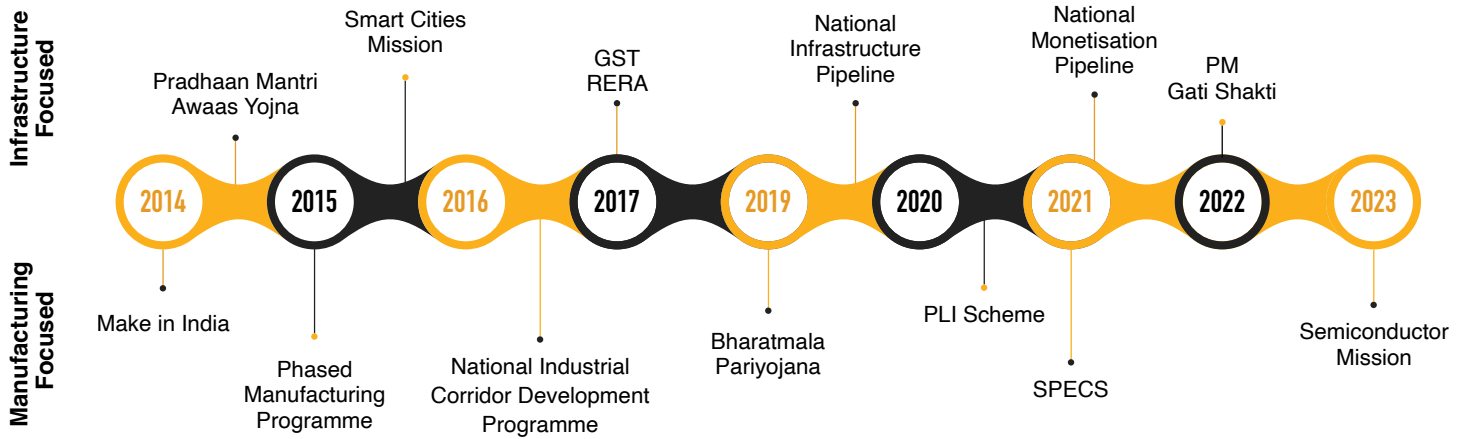 Infrastructure
Focused
Pradhaan Mantri
Awaas Yojna
Smart Cities
Mission
GST
RERA
National
Infrastructure
Pipeline
National
Monetisation
Pipeline
PM
Gati Shakti
2014
2015
2016
2017
2019
2020
2021
2022
2023
Manufacturing
Focused
Make in India
Phased
Manufacturing
Programme
National Industrial
Corridor Development
Programme
Bharatmala
Pariyojana
PLI Scheme
SPECS
Semiconductor
Mission